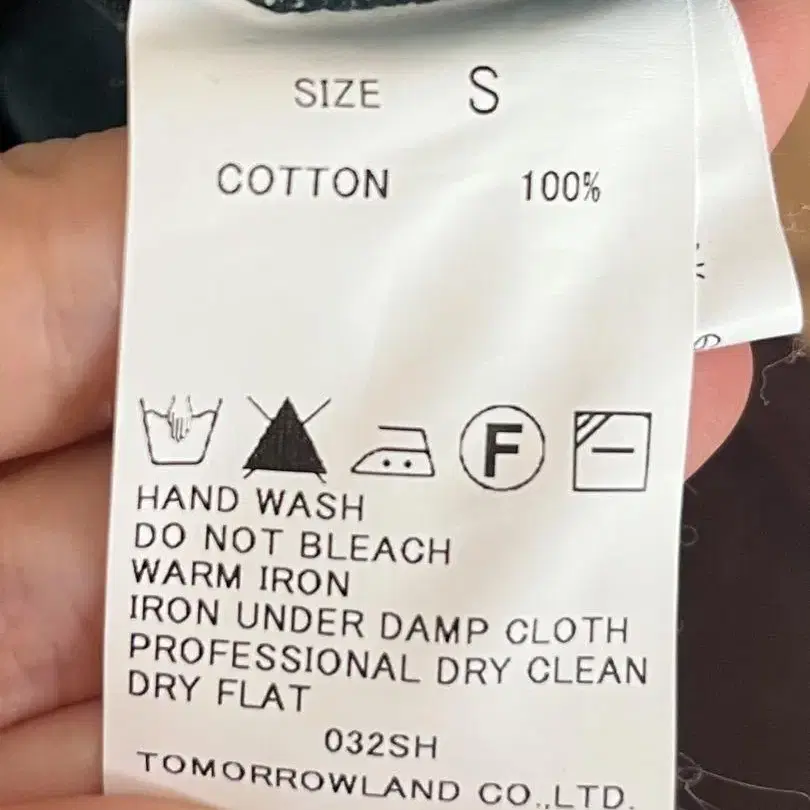 SIZE S
COTTON 100%
F
HAND WASH
DO NOT BLEACH
WARM IRON
IRON UNDER DAMP CLOTH
PROFESSIONAL DRY CLEAN
DRY FLAT
032SH
TOMORROWLAND CO.,LTD.